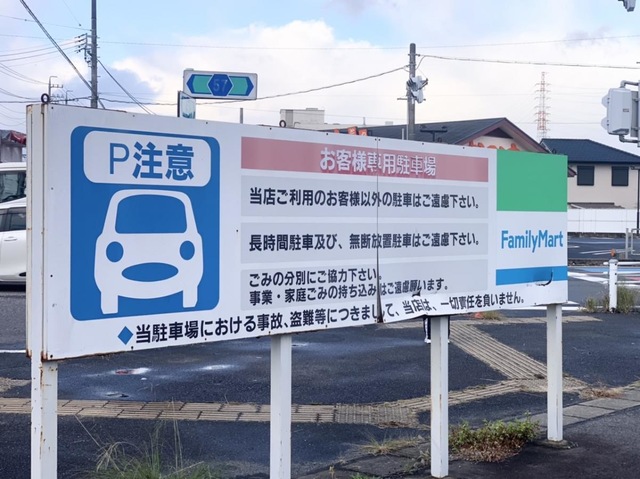 57
P注意
お客様専用駐車場
当店ご利用のお客様以外の駐車はご遠慮下さい。
長時間駐車及び、無断放置駐車はご遠慮下さい。
ごみの分別にご協力下さい。
事業・家庭ごみの持ち込みはご遠慮願います。
FamilyMart
◆当駐車場における事故、盗難等につきまして、当店は、一切責任を負いません。